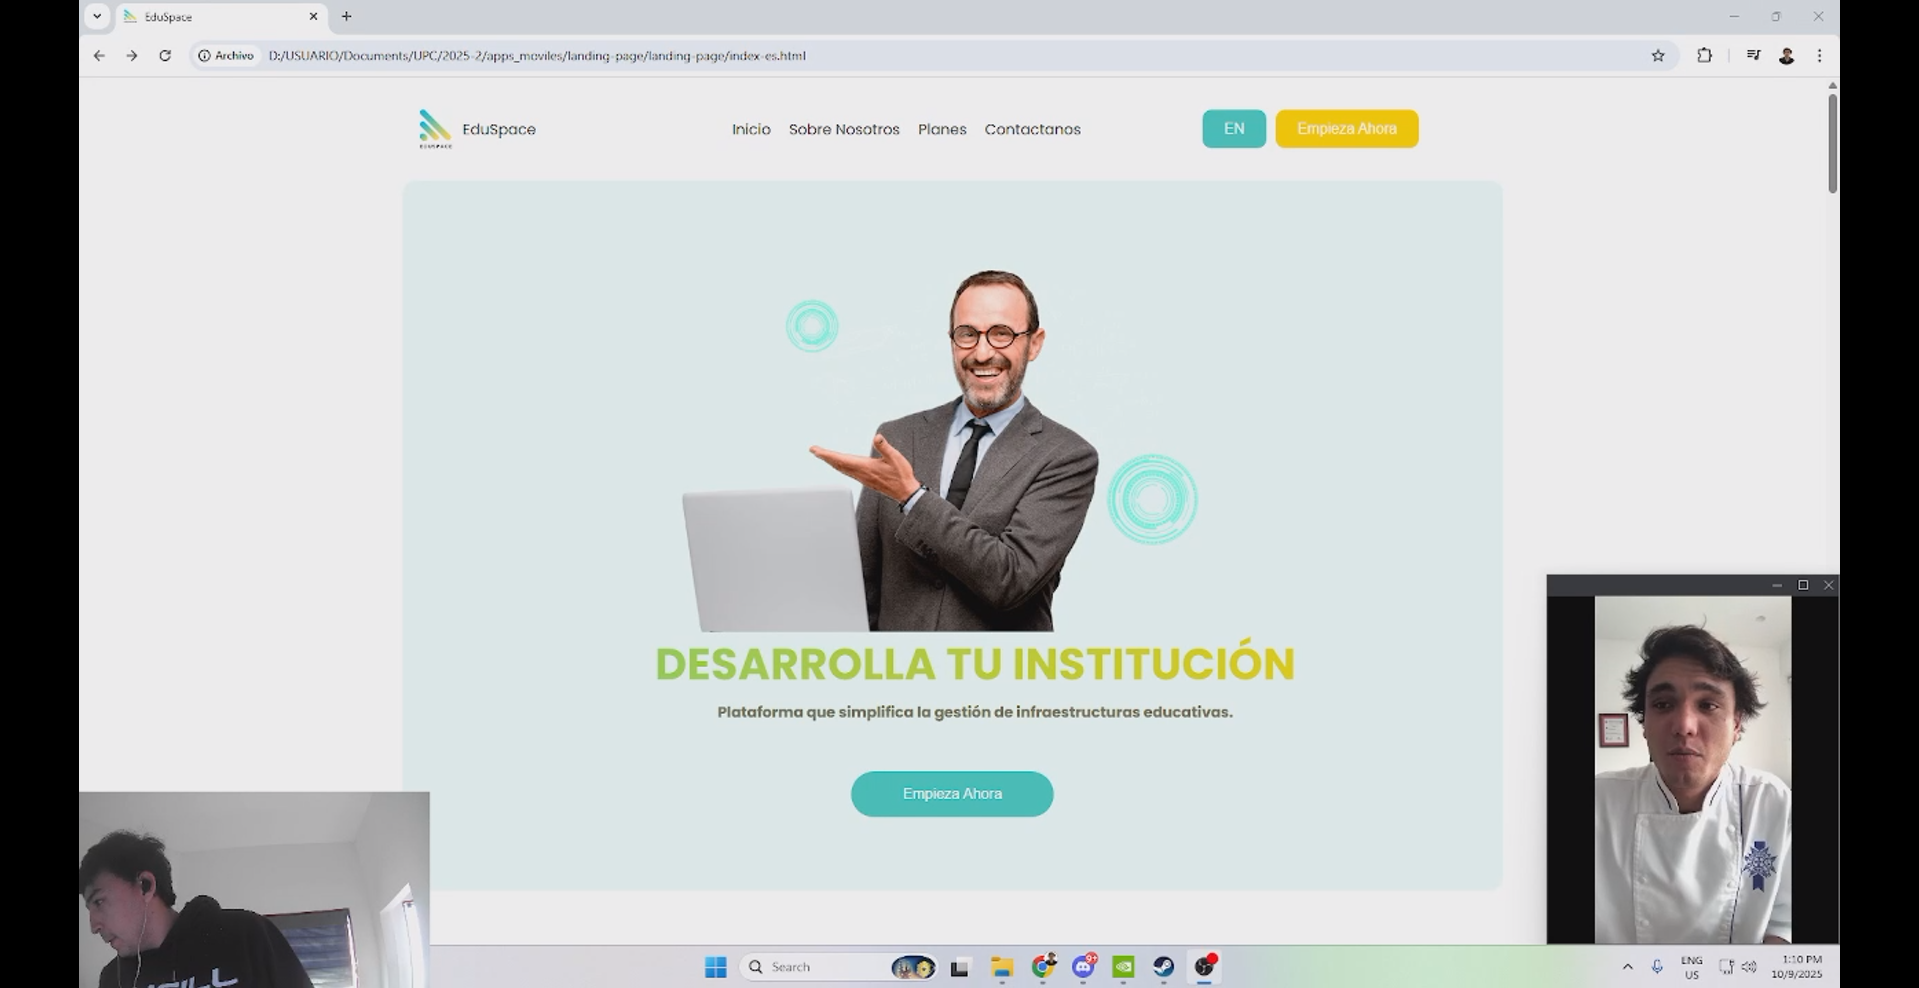 EduSpace
Archivo D:/USUARIO/Documents/UPC/2025-2/apps_moviles/landing-page/landing-page/index-es.html
EDUSPACE
EduSpace
Inicio Sobre Nosotros Planes Contactanos
EN
Empieza Ahora
DESARROLLA TU INSTITUCIÓN
Plataforma que simplifica la gestión de infraestructuras educativas.
Empieza Ahora
Search
9+
ENG
US
1:10 PM
10/9/2025